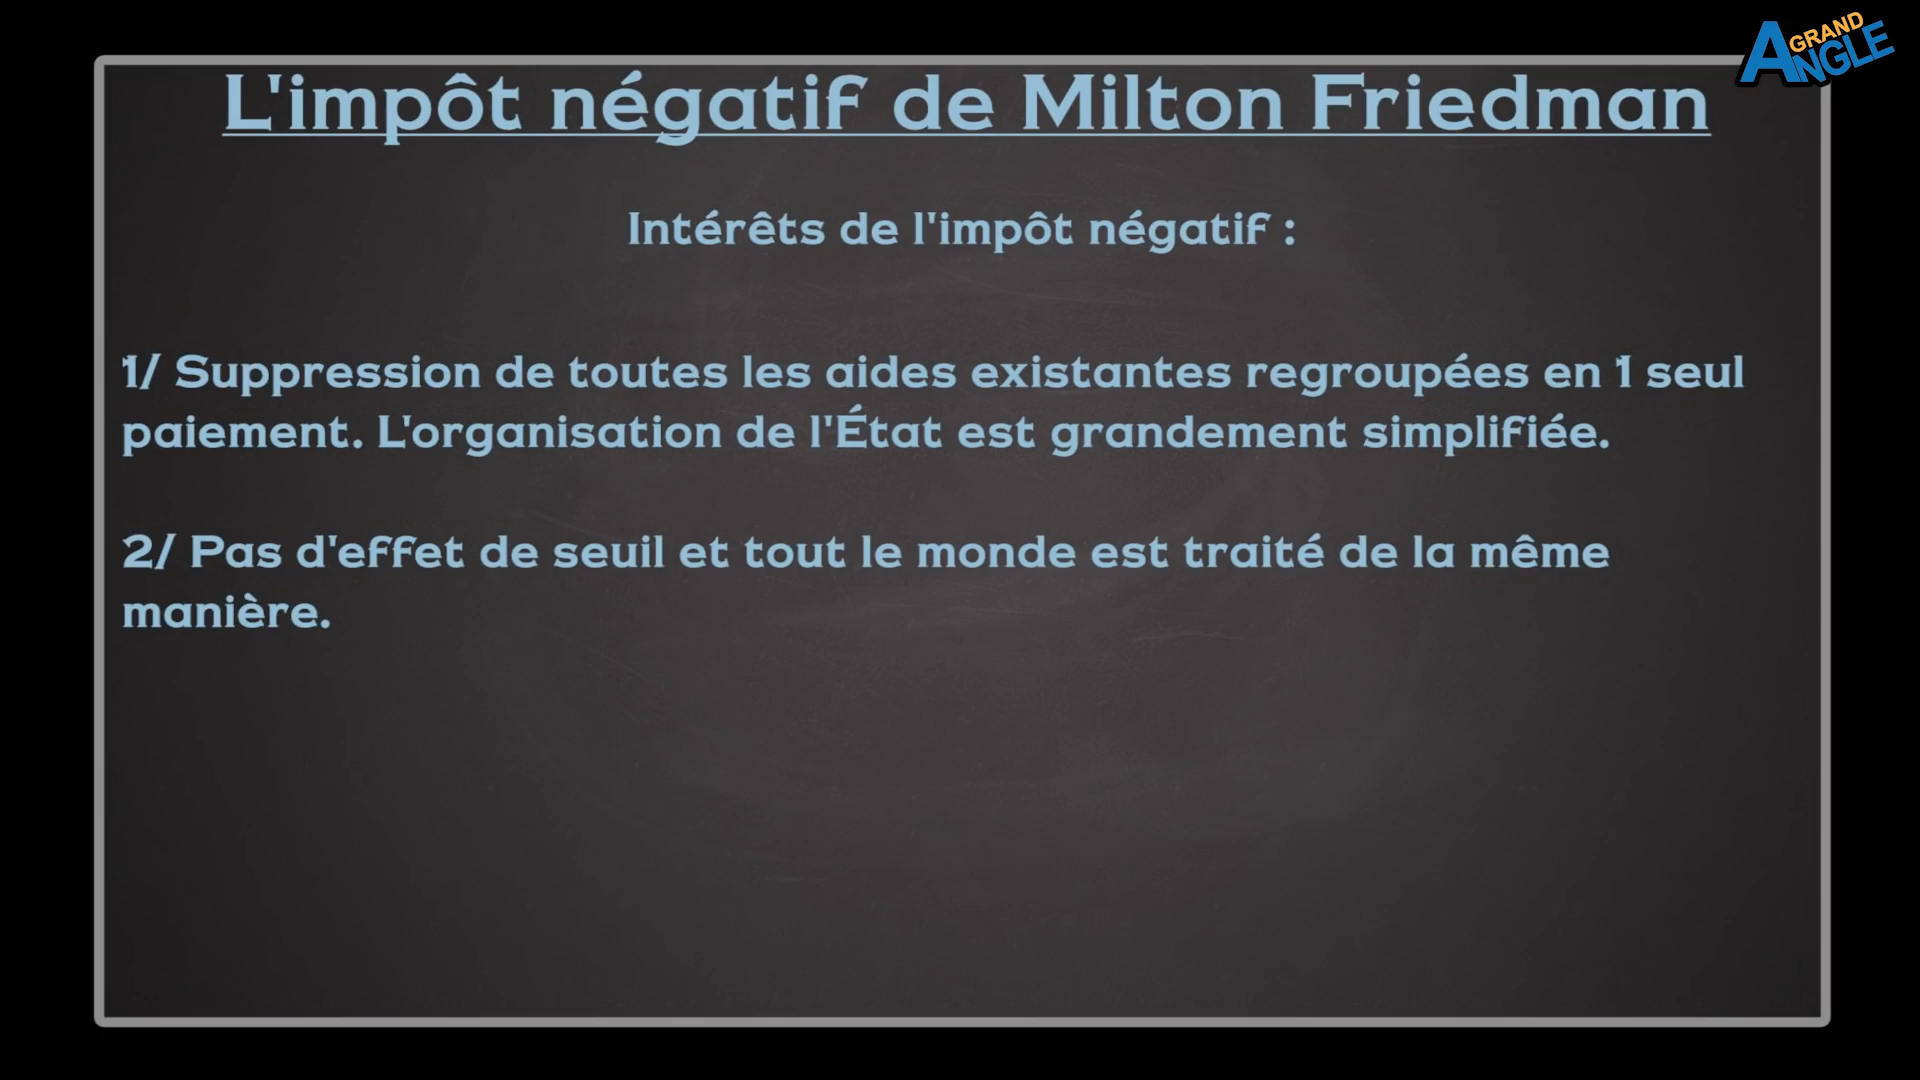 GRAND
ANGLE
L'impôt négatif de Milton Friedman
Intérêts de l'impôt négatif :
1/ Suppression de toutes les aides existantes regroupées en 1 seul
paiement. L'organisation de l'État est grandement simplifiée.
2/ Pas d'effet de seuil et tout le monde est traité de la même
manière.